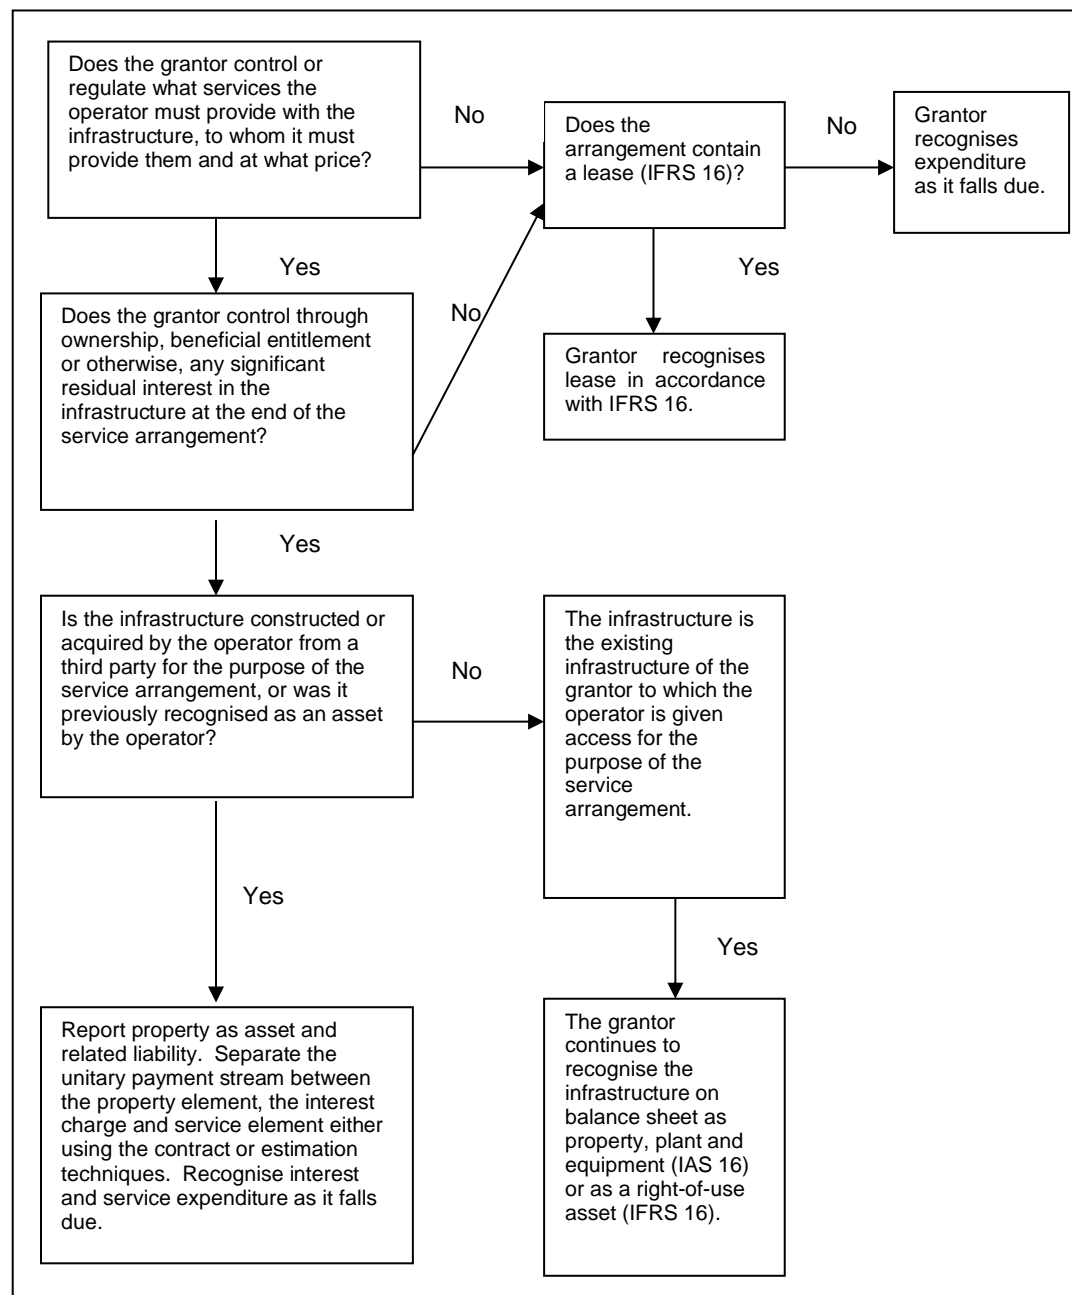 Does the grantor control or
regulate what services the
operator must provide with the
infrastructure, to whom it must
provide them and at what price?
No
Does the
arrangement contain
a lease (IFRS 16)?
No
Grantor
recognises
expenditure
as it falls due.
Yes
Yes
Does the grantor control through
ownership, beneficial entitlement
or otherwise, any significant
residual interest in the
infrastructure at the end of the
service arrangement?
No
Grantor recognises
lease in accordance
with IFRS 16.
Yes
Is the infrastructure constructed or
acquired by the operator from a
third party for the purpose of the
service arrangement, or was it
previously recognised as an asset
by the operator?
No
The infrastructure is
the existing
infrastructure of the
grantor to which the
operator is given
access for the
purpose of the
service
arrangement.
Yes
Yes
Report property as asset and
related liability.  Separate the
unitary payment stream between
the property element, the interest
charge and service element either
using the contract or estimation
techniques.  Recognise interest
and service expenditure as it falls
due.
The grantor
continues to
recognise the
infrastructure on
balance sheet as
property, plant and
equipment (IAS 16)
or as a right-of-use
asset (IFRS 16).